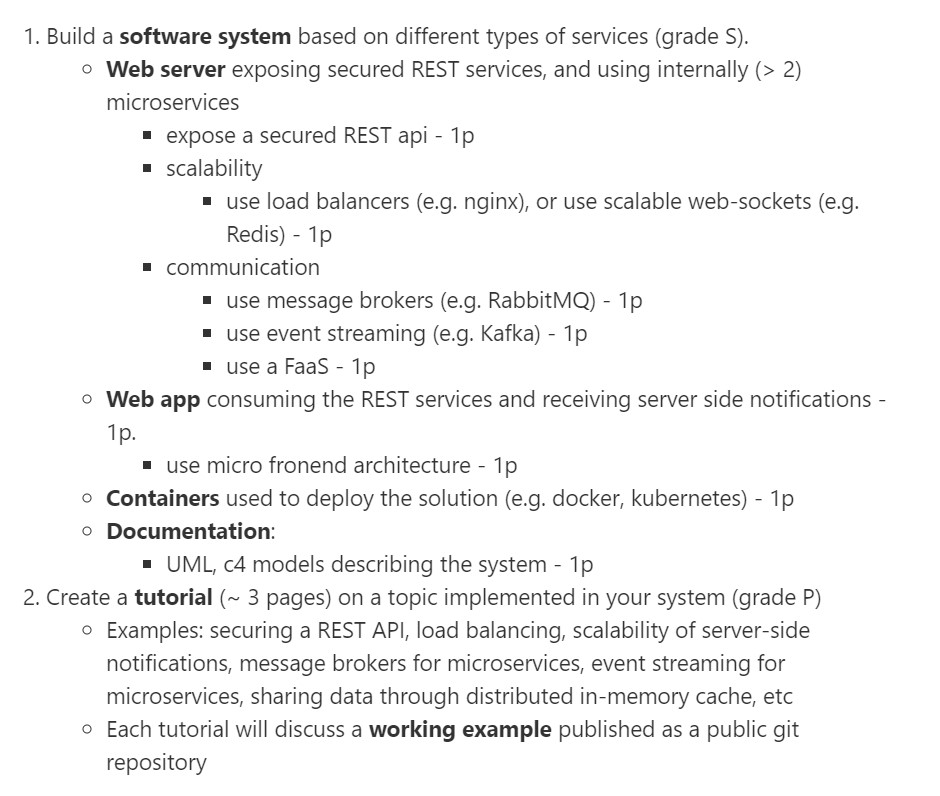 1. Build a software system based on different types of services (grade S).
○ Web server exposing secured REST services, and using internally (> 2)
microservices
▪ expose a secured REST api - 1p
▪ scalability
▪ use load balancers (e.g. nginx), or use scalable web-sockets (e.g.
Redis) - 1p
▪ communication
▪ use message brokers (e.g. RabbitMQ) - 1p
▪ use event streaming (e.g. Kafka) - 1p
▪ use a FaaS - 1p
○ Web app consuming the REST services and receiving server side notifications -
1p.
▪ use micro fronend architecture - 1p
○ Containers used to deploy the solution (e.g. docker, kubernetes) - 1p
○ Documentation:
▪ UML, c4 models describing the system - 1p
2. Create a tutorial (~ 3 pages) on a topic implemented in your system (grade P)
○ Examples: securing a REST API, load balancing, scalability of server-side
notifications, message brokers for microservices, event streaming for
microservices, sharing data through distributed in-memory cache, etc
○ Each tutorial will discuss a working example published as a public git
repository